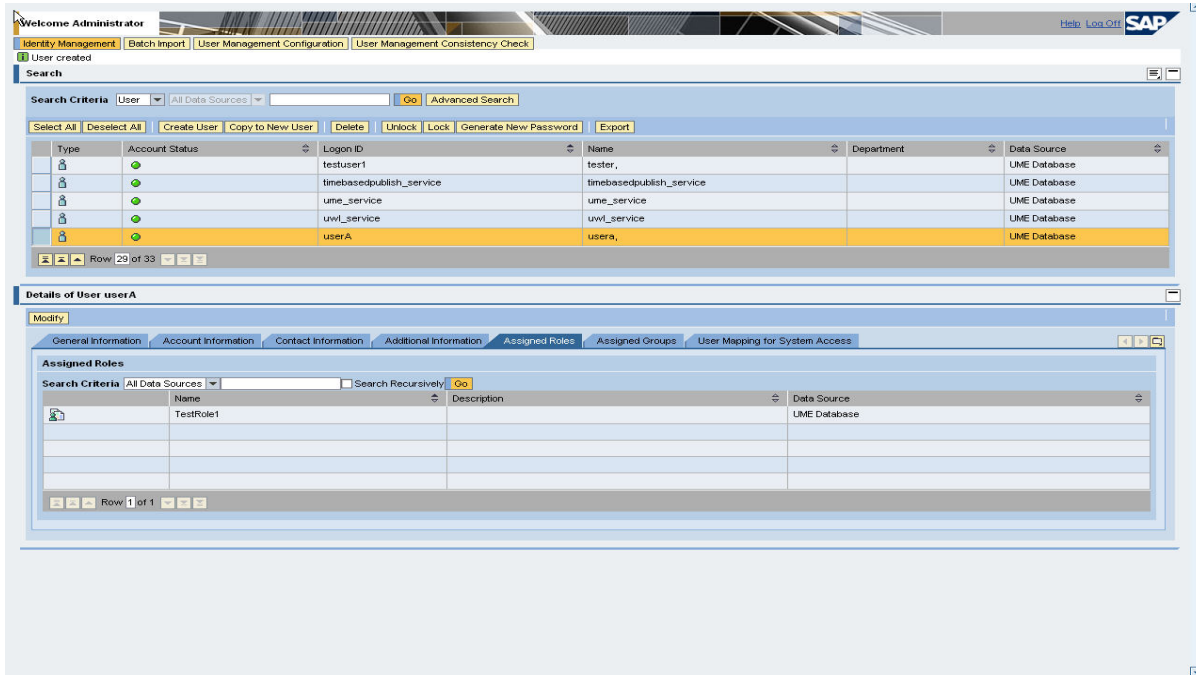 Welcome Administrator
Help Log Off SAP
Identity Management Batch Import User Management Configuration User Management Consistency Check
User created
Search
Search Criteria User All Data Sources Go Advanced Search
Select All Deselect All Create User Copy to New User Delete Unlock Lock Generate New Password Export
Type Account Status Logon ID Name Department Data Source
testuser1 tester, UME Database
timebasedpublish_service timebasedpublish_service UME Database
ume_service ume_service UME Database
uwl_service uwl_service UME Database
userA usera, UME Database
Row 29 of 33
Details of User userA
Modify
General Information Account Information Contact Information Additional Information Assigned Roles Assigned Groups User Mapping for System Access
Assigned Roles
Search Criteria All Data Sources Search Recursively Go
Name Description Data Source
TestRole1 UME Database
Row 1 of 1